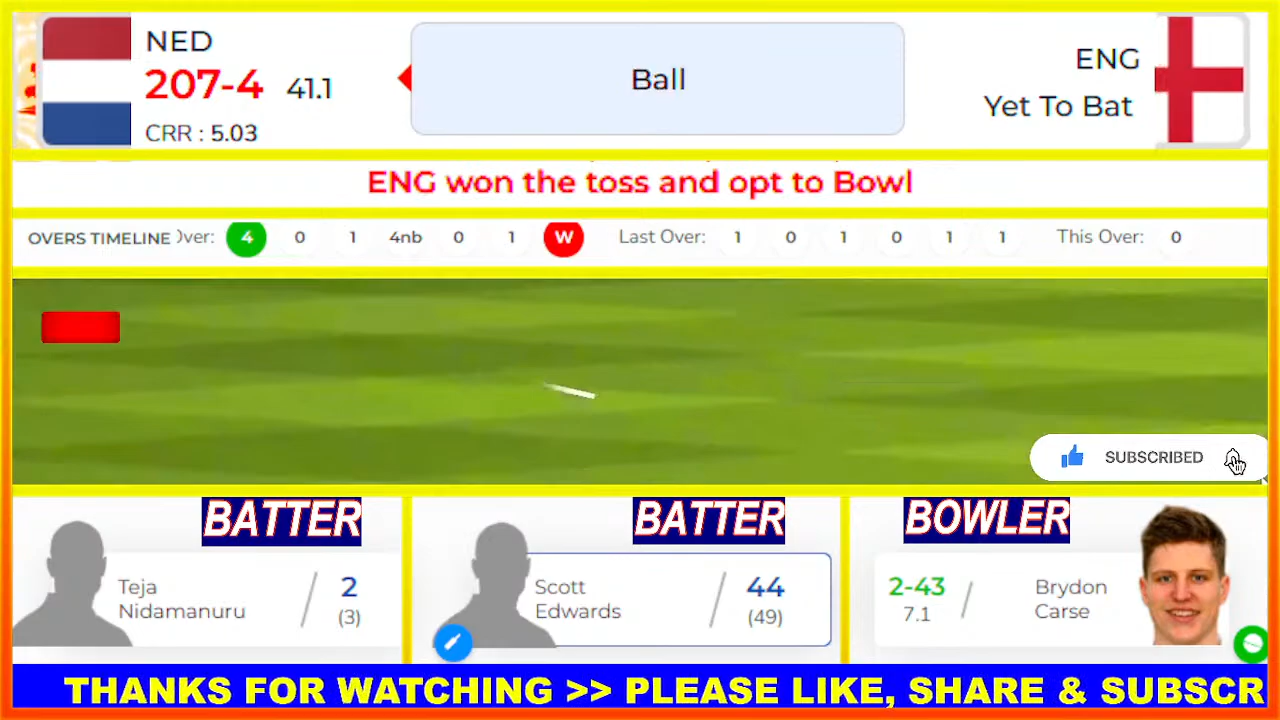 NED
207-4 41.1
CRR : 5.03
Ball
ENG
Yet To Bat
ENG won the toss and opt to Bowl
OVERS TIMELINE Over: 4 0 1 4nb 0 1 W Last Over: 1 0 1 0 1 1 This Over: 0
SUBSCRIBED
BATTER
Teja
Nidamanuru
2
(3)
BATTER
Scott
Edwards
44
(49)
BOWLER
2-43
7.1
Brydon
Carse
THANKS FOR WATCHING >> PLEASE LIKE, SHARE & SUBSCR